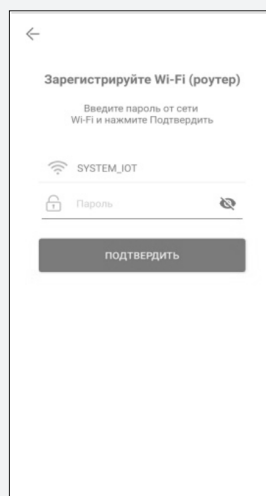 Зарегистрируйте Wi-Fi (роутер)
Введите пароль от сети
Wi-Fi и нажмите Подтвердить
SYSTEM_IOT
Пароль
ПОДТВЕРДИТЬ